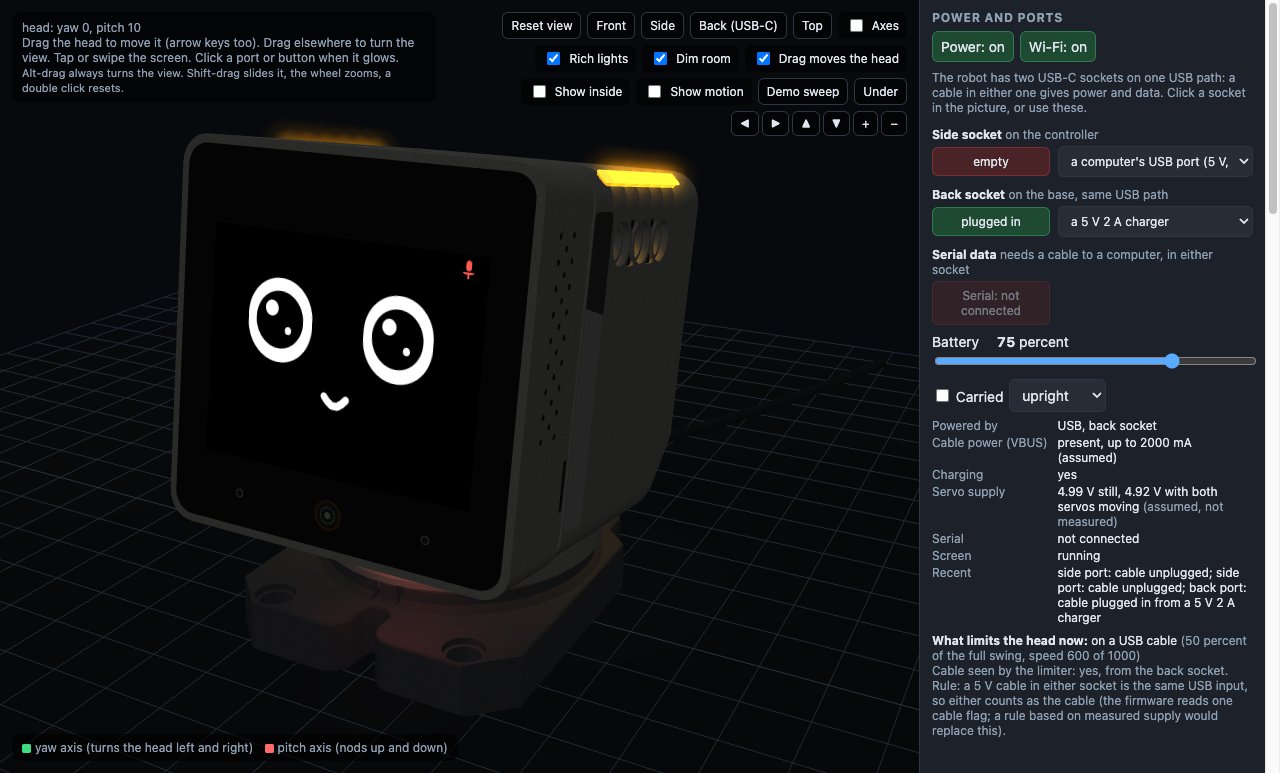 head: yaw 0, pitch 10
Drag the head to move it (arrow keys too). Drag elsewhere to turn the
view. Tap or swipe the screen. Click a port or button when it glows.
Alt-drag always turns the view. Shift-drag slides it, the wheel zooms, a
double click resets.
Reset view Front Side Back (USB-C) Top Axes
Rich lights Dim room Drag moves the head
Show inside Show motion Demo sweep Under
◄ ► ▲ ▼ + −
yaw axis (turns the head left and right) pitch axis (nods up and down)
POWER AND PORTS
Power: on Wi-Fi: on
The robot has two USB-C sockets on one USB path: a
cable in either one gives power and data. Click a socket
in the picture, or use these.
Side socket on the controller
empty a computer's USB port (5 V,
Back socket on the base, same USB path
plugged in a 5 V 2 A charger
Serial data needs a cable to a computer, in either
socket
Serial: not
connected
Battery 75 percent
Carried upright
Powered by USB, back socket
Cable power (VBUS) present, up to 2000 mA
(assumed)
Charging yes
Servo supply 4.99 V still, 4.92 V with both
servos moving (assumed, not
measured)
Serial not connected
Screen running
Recent side port: cable unplugged; side
port: cable unplugged; back port:
cable plugged in from a 5 V 2 A
charger
What limits the head now: on a USB cable (50 percent
of the full swing, speed 600 of 1000)
Cable seen by the limiter: yes, from the back socket.
Rule: a 5 V cable in either socket is the same USB input,
so either counts as the cable (the firmware reads one
cable flag; a rule based on measured supply would
replace this).